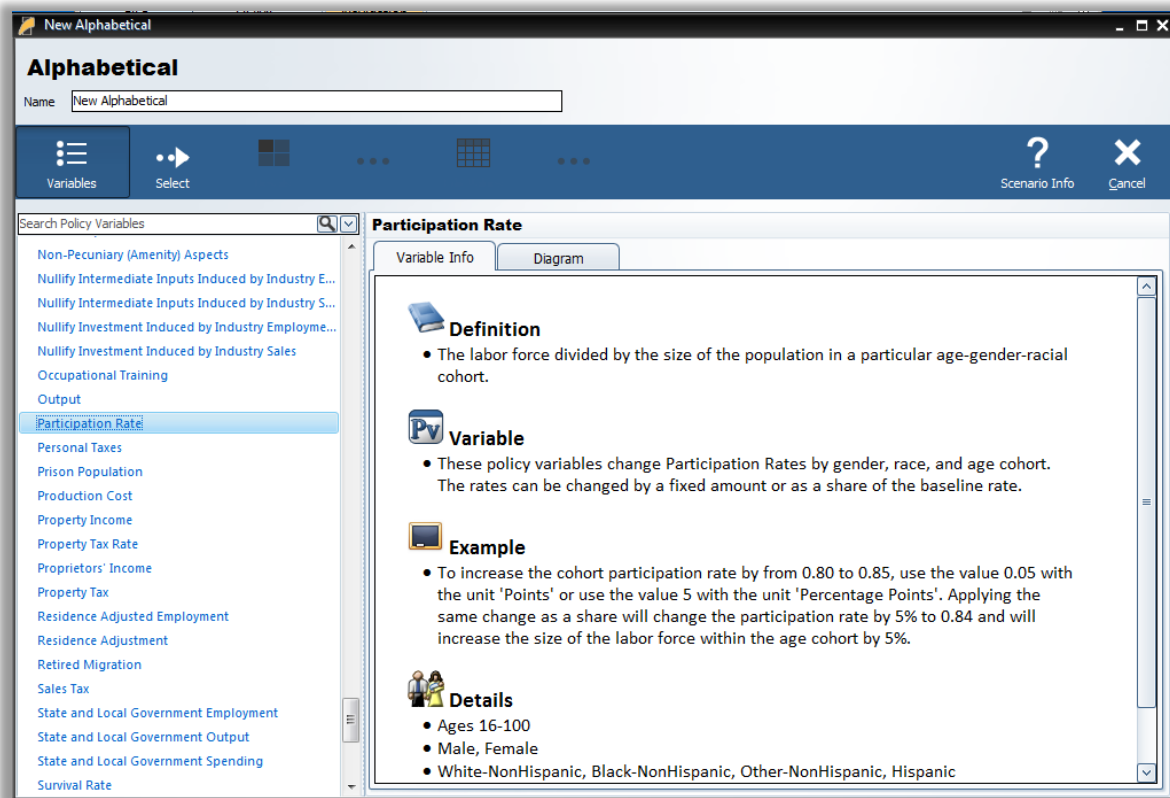 New Alphabetical
Alphabetical
Name New Alphabetical
Variables
Select
Scenario Info
Cancel
Search Policy Variables
Non-Pecuniary (Amenity) Aspects
Nullify Intermediate Inputs Induced by Industry E...
Nullify Intermediate Inputs Induced by Industry S...
Nullify Investment Induced by Industry Employme...
Nullify Investment Induced by Industry Sales
Occupational Training
Output
Participation Rate
Personal Taxes
Prison Population
Production Cost
Property Income
Property Tax Rate
Proprietors' Income
Property Tax
Residence Adjusted Employment
Residence Adjustment
Retired Migration
Sales Tax
State and Local Government Employment
State and Local Government Output
State and Local Government Spending
Survival Rate
Participation Rate
Variable Info
Diagram
Definition
• The labor force divided by the size of the population in a particular age-gender-racial
cohort.
Pv Variable
• These policy variables change Participation Rates by gender, race, and age cohort.
The rates can be changed by a fixed amount or as a share of the baseline rate.
Example
• To increase the cohort participation rate by from 0.80 to 0.85, use the value 0.05 with
the unit 'Points' or use the value 5 with the unit 'Percentage Points'. Applying the
same change as a share will change the participation rate by 5% to 0.84 and will
increase the size of the labor force within the age cohort by 5%.
Details
• Ages 16-100
• Male, Female
• White-NonHispanic, Black-NonHispanic, Other-NonHispanic, Hispanic